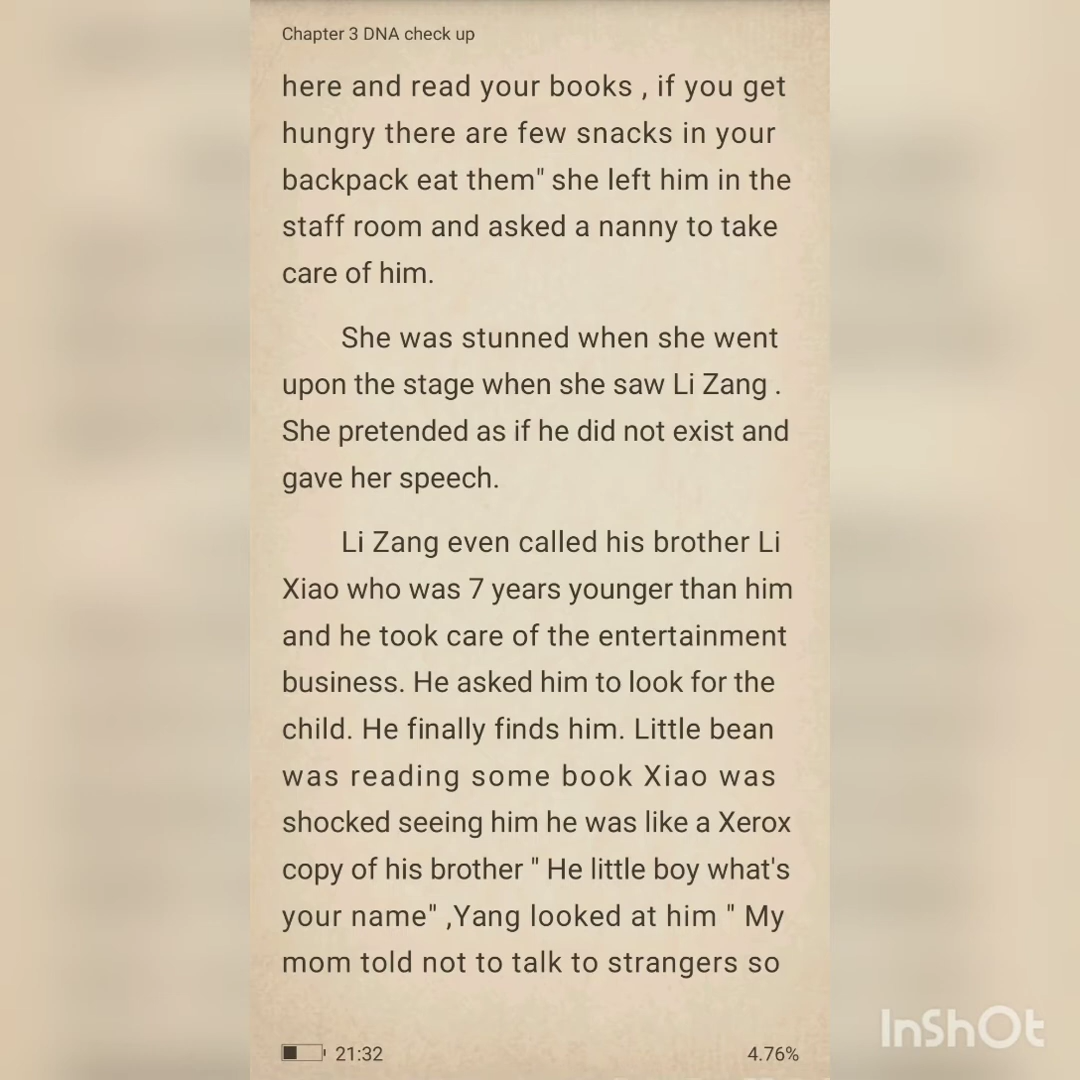 Chapter 3 DNA check up
here and read your books , if you get
hungry there are few snacks in your
backpack eat them" she left him in the
staff room and asked a nanny to take
care of him.
She was stunned when she went
upon the stage when she saw Li Zang .
She pretended as if he did not exist and
gave her speech.
Li Zang even called his brother Li
Xiao who was 7 years younger than him
and he took care of the entertainment
business. He asked him to look for the
child. He finally finds him. Little bean
was reading some book Xiao was
shocked seeing him he was like a Xerox
copy of his brother " He little boy what's
your name" ,Yang looked at him " My
mom told not to talk to strangers so
21:32
4.76%
InShOt